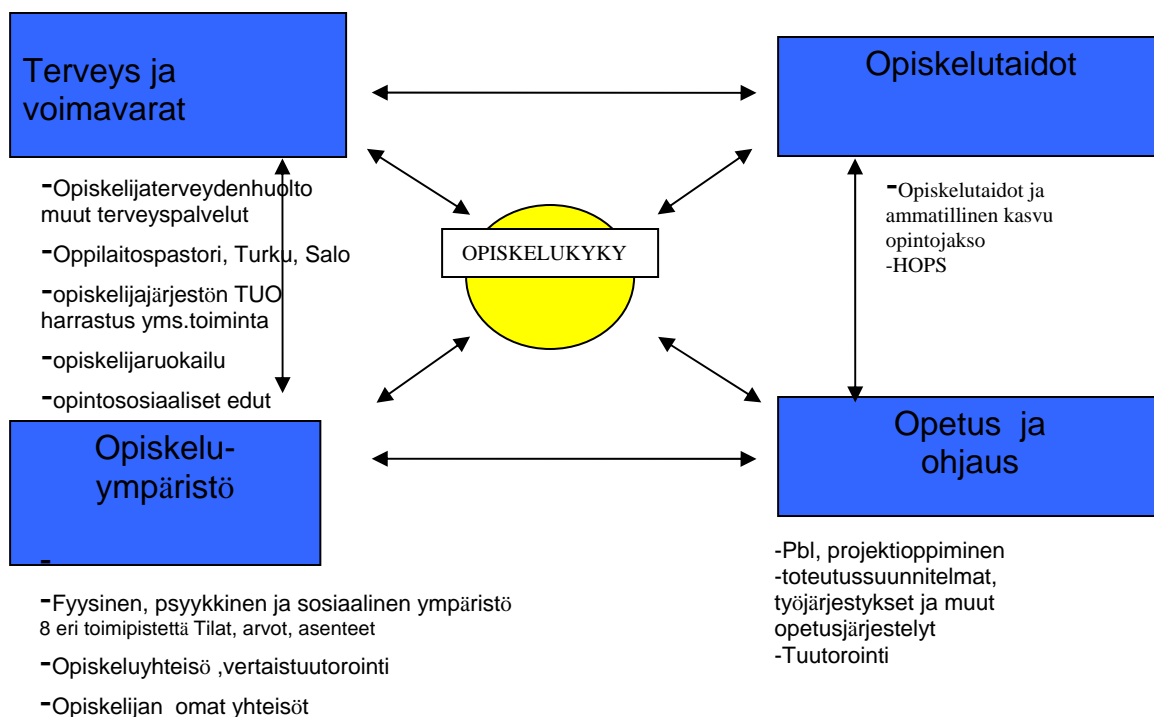 Terveys ja
voimavarat
-Opiskelijaterveydenhuolto
muut terveyspalvelut
-Oppilaitospastori, Turku, Salo
-opiskelijajärjestön TUO
harrastus yms.toiminta
-opiskelijaruokailu
-opintososiaaliset edut
Opiskelutaidot
-Opiskelutaidot ja
ammatillinen kasvu
opintojakso
-HOPS
OPISKELUKYKY
Opiskelu-
ympäristö
-
-Fyysinen, psyykkinen ja sosiaalinen ympäristö
8 eri toimipistettä Tilat, arvot, asenteet
-Opiskeluyhteisö ,vertaistuutorointi
-Opiskelijan omat yhteisöt
Opetus ja
ohjaus
-Pbl, projektioppiminen
-toteutussuunnitelmat,
työjärjestykset ja muut
opetusjärjestelyt
-Tuutorointi